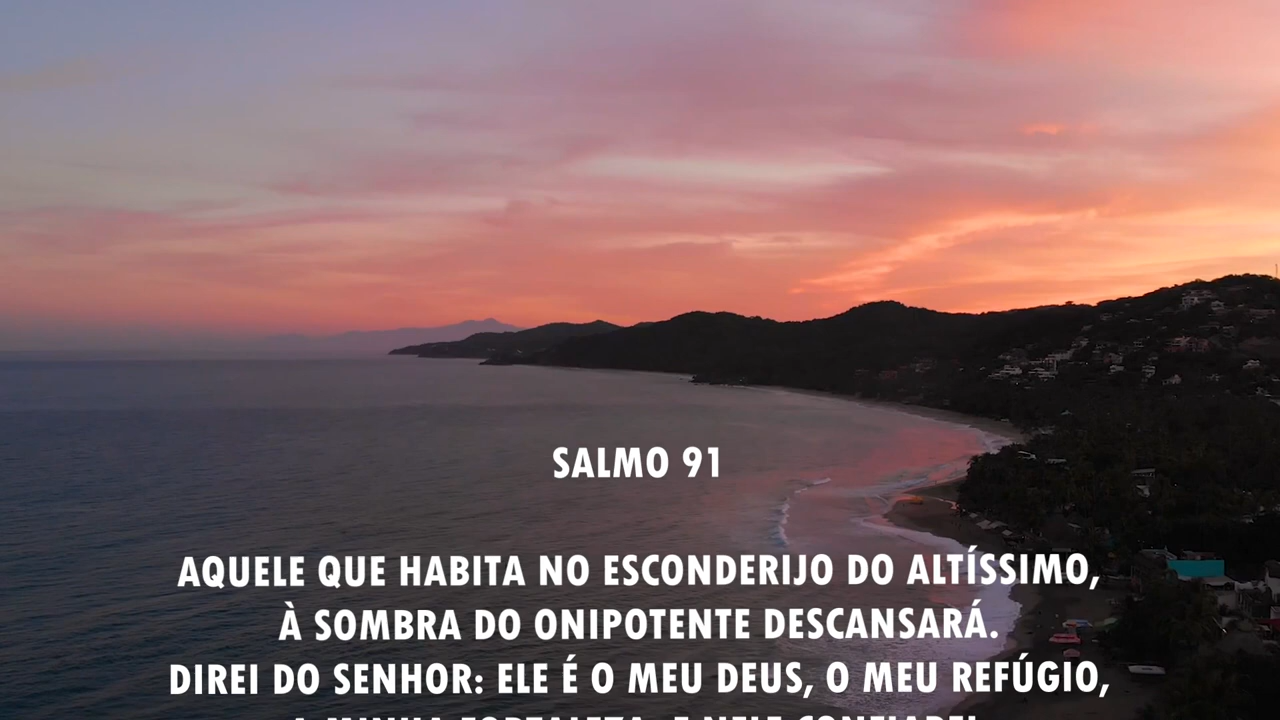 SALMO 91
AQUELE QUE HABITA NO ESCONDERIJO DO ALTÍSSIMO,
À SOMBRA DO ONIPOTENTE DESCANSARÁ.
DIREI DO SENHOR: ELE É O MEU DEUS, O MEU REFÚGIO,